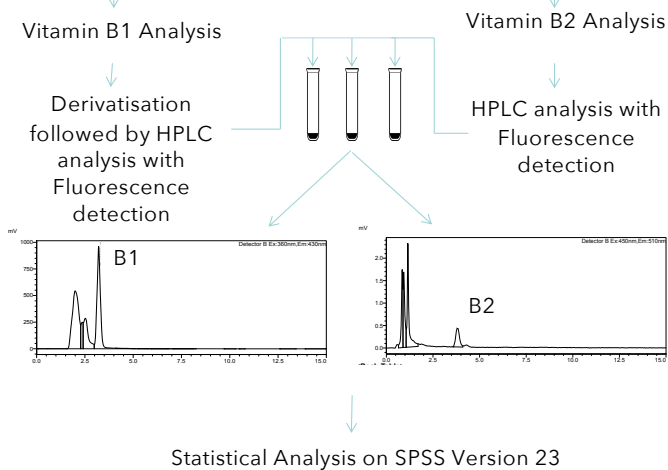 Vitamin B1 Analysis
Vitamin B2 Analysis
Derivatisation
followed by HPLC
analysis with
Fluorescence
detection
HPLC analysis with
Fluorescence
detection
mV
1000
Detector B Ex:360nm,Em:430nm
B1
750
500
250
0
0.0 2.5 5.0 7.5 10.0 12.5 15.0
mV
Detector B Ex:450nm,Em:510nm
2.0
1.5
B2
1.0
0.5
0.0
0.0 2.5 5.0 7.5 10.0 12.5 15.0
Statistical Analysis on SPSS Version 23